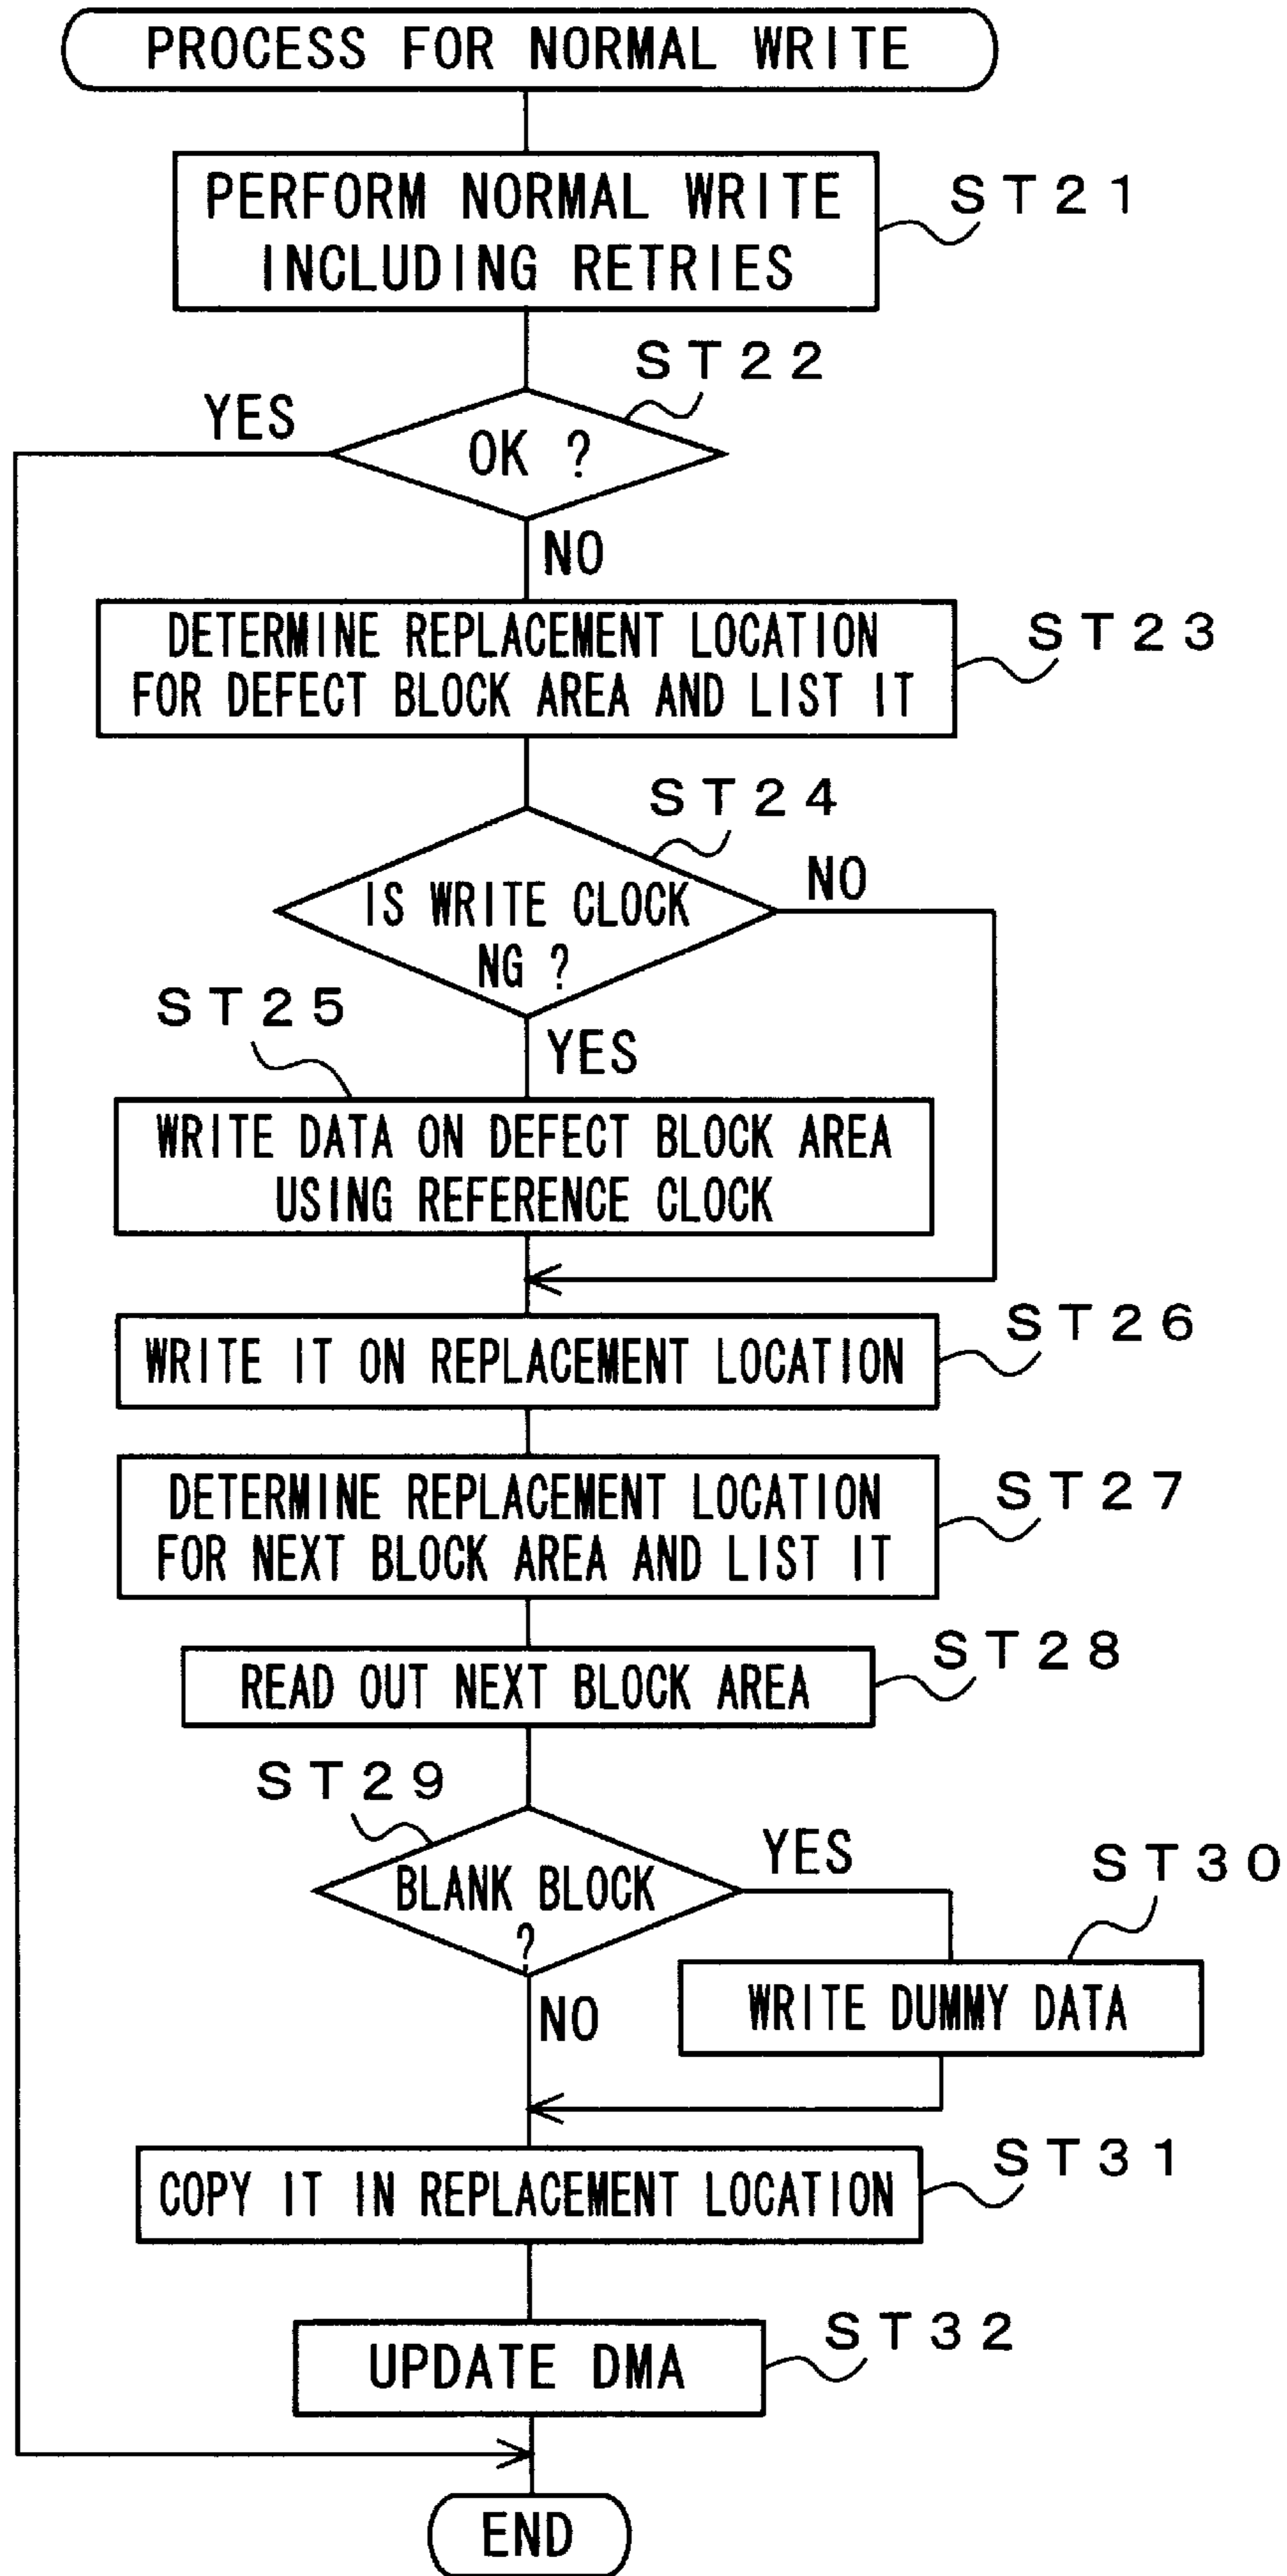 PROCESS FOR NORMAL WRITE
PERFORM NORMAL WRITE
INCLUDING RETRIES
ST21
ST22
YES
OK ?
NO
DETERMINE REPLACEMENT LOCATION
FOR DEFECT BLOCK AREA AND LIST IT
ST23
ST24
NO
IS WRITE CLOCK
NG ?
ST25
YES
WRITE DATA ON DEFECT BLOCK AREA
USING REFERENCE CLOCK
ST26
WRITE IT ON REPLACEMENT LOCATION
DETERMINE REPLACEMENT LOCATION
FOR NEXT BLOCK AREA AND LIST IT
ST27
ST28
READ OUT NEXT BLOCK AREA
ST29
YES
BLANK BLOCK
?
ST30
NO
WRITE DUMMY DATA
ST31
COPY IT IN REPLACEMENT LOCATION
ST32
UPDATE DMA
END